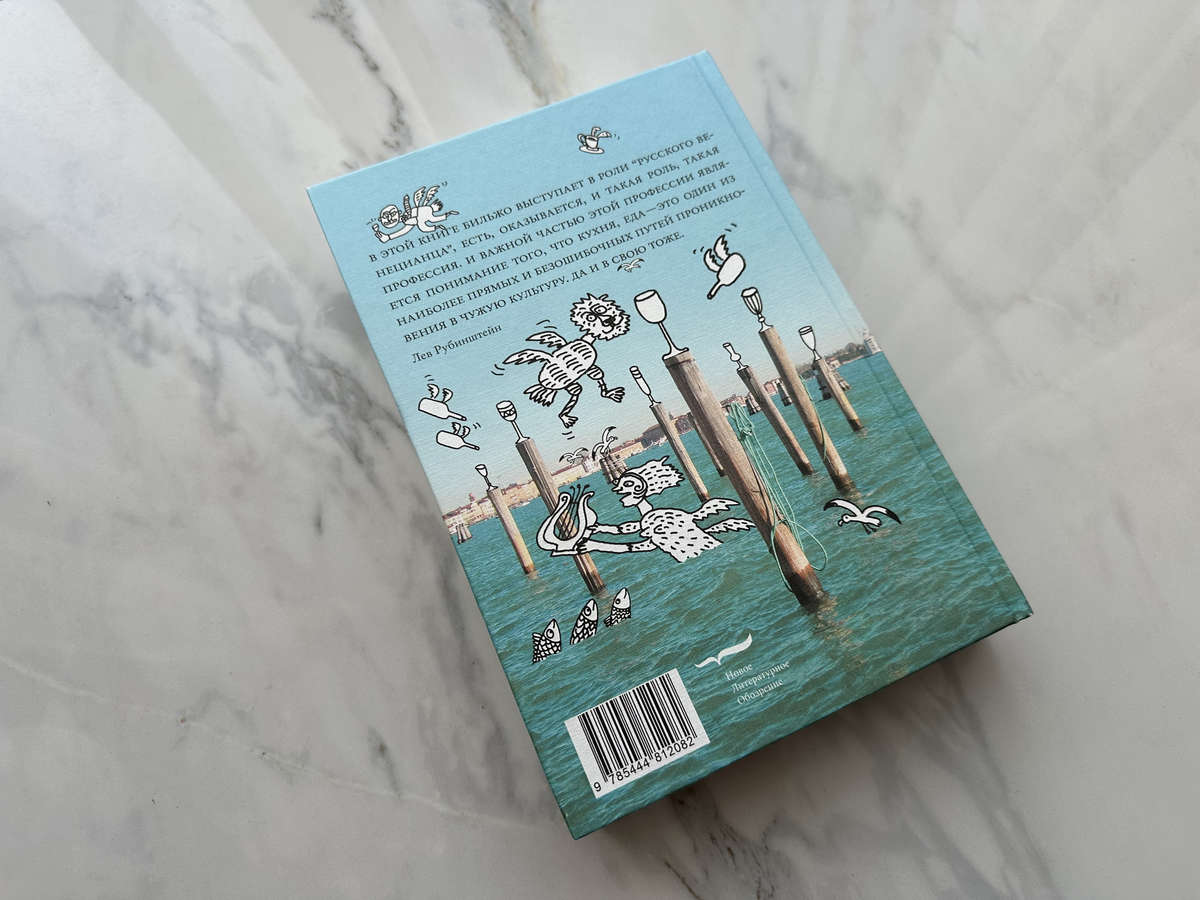 В ЭТОЙ КНИГЕ БИЛЬЖО ВЫСТУПАЕТ В РОЛИ "РУССКОГО ВЕ-
НЕЦИАНЦА", ЕСТЬ, ОКАЗЫВАЕТСЯ, И ТАКАЯ РОЛЬ, ТАКАЯ
ПРОФЕССИЯ. И ВАЖНОЙ ЧАСТЬЮ ЭТОЙ ПРОФЕССИИ ЯВЛЯ-
ЕТСЯ ПОНИМАНИЕ ТОГО, ЧТО КУХНЯ, ЕДА—ЭТО ОДИН ИЗ
НАИБОЛЕЕ ПРЯМЫХ И БЕЗОШИБОЧНЫХ ПУТЕЙ ПРОНИКНО-
ВЕНИЯ В ЧУЖУЮ КУЛЬТУРУ. ДА И В СВОЮ ТОЖЕ.
Лев Рубинштейн
Новое
Литературное
Обозрение
9 785444 812082